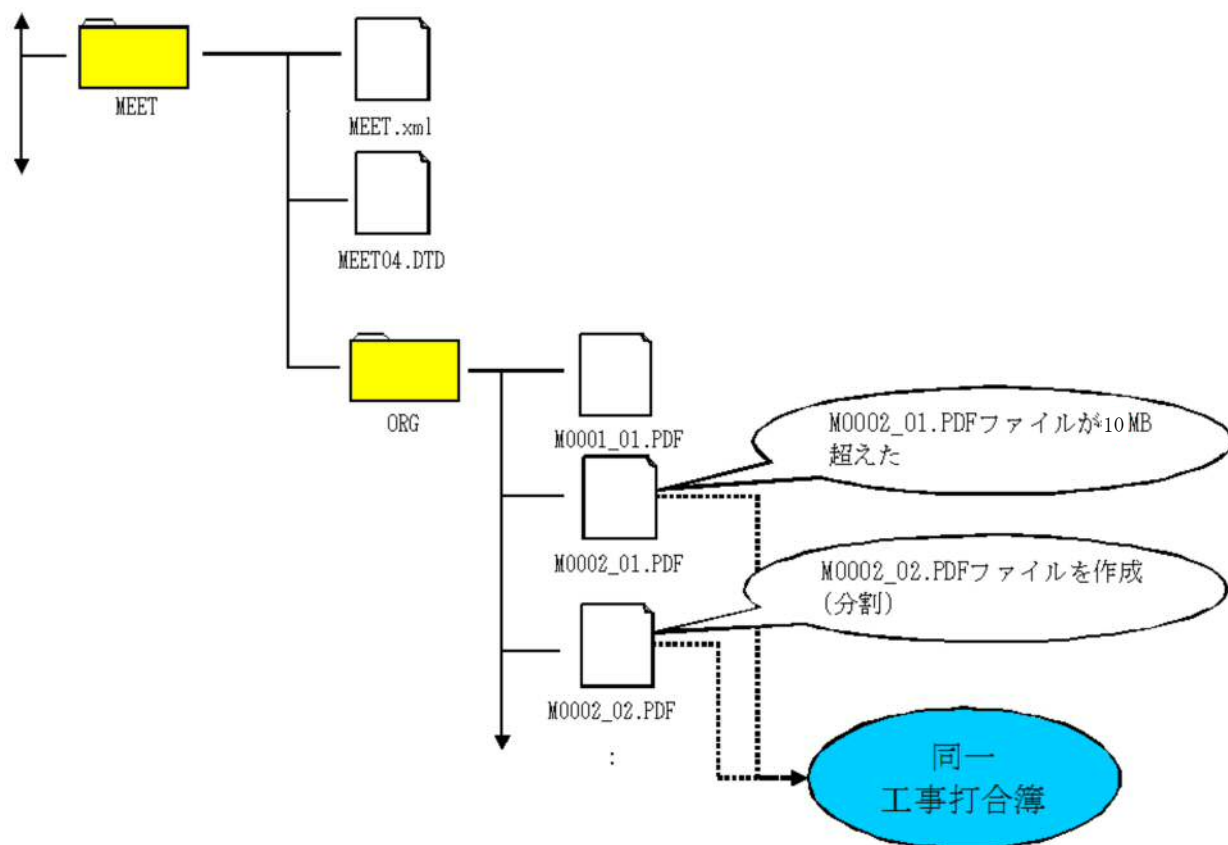 MEET
MEET.xml
MEET04.DTD
ORG
M0001_01.PDF
M0002_01.PDFファイルが10MB
超えた
M0002_01.PDF
M0002_02.PDFファイルを作成
(分割)
M0002_02.PDF
:
同一
工事打合簿